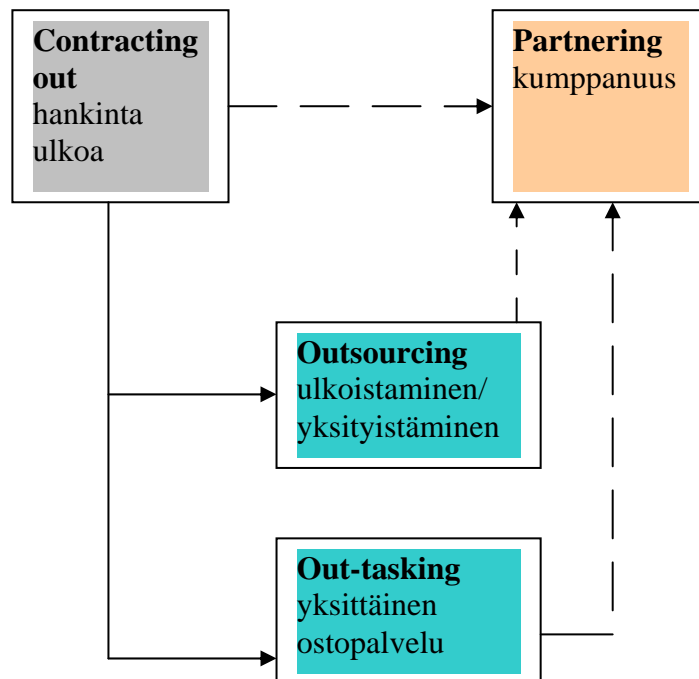 Contracting
out
hankinta
ulkoa
Partnering
kumppanuus
Outsourcing
ulkoistaminen/
yksityistäminen
Out-tasking
yksittäinen
ostopalvelu